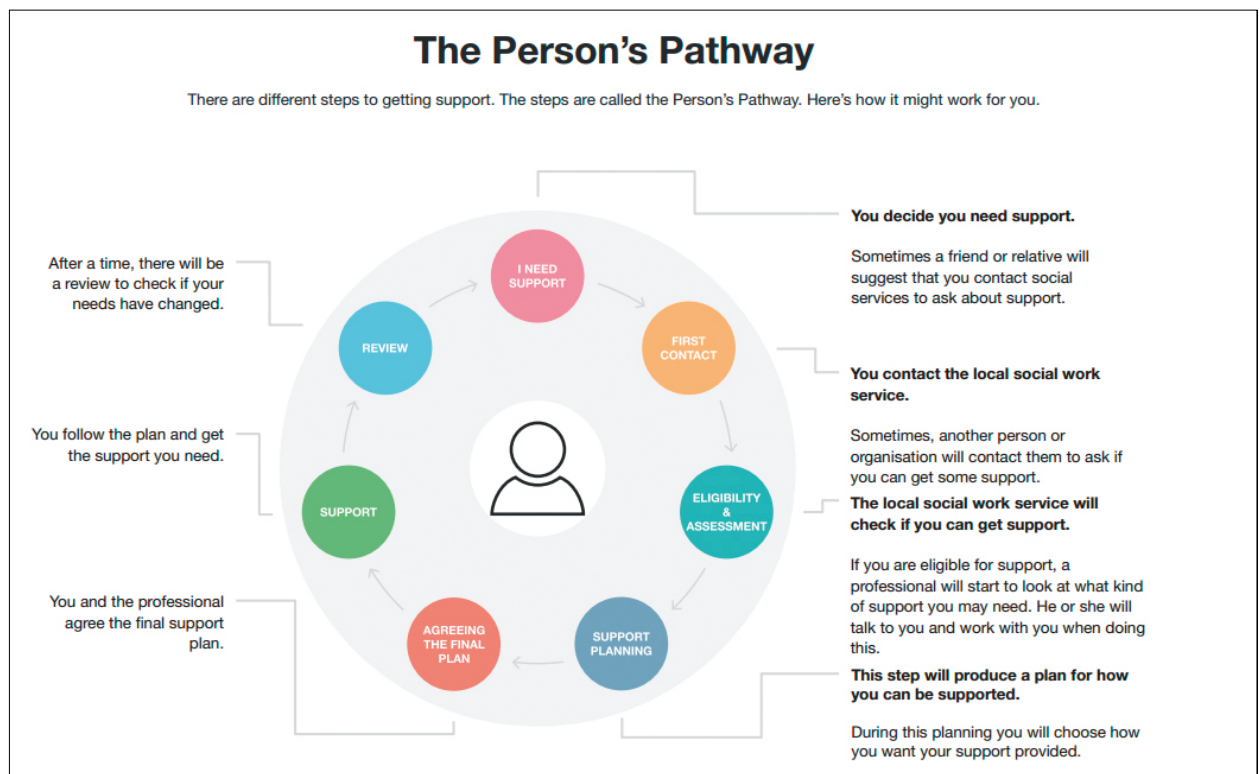 The Person’s Pathway
There are different steps to getting support. The steps are called the Person’s Pathway. Here’s how it might work for you.
I NEED
SUPPORT
You decide you need support.
Sometimes a friend or relative will
suggest that you contact social
services to ask about support.
FIRST
CONTACT
You contact the local social work
service.
Sometimes, another person or
organisation will contact them to ask if
you can get some support.
ELIGIBILITY
&
ASSESSMENT
The local social work service will
check if you can get support.
If you are eligible for support, a
professional will start to look at what kind
of support you may need. He or she will
talk to you and work with you when doing
this.
SUPPORT
PLANNING
This step will produce a plan for how
you can be supported.
During this planning you will choose how
you want your support provided.
AGREEING
THE FINAL
PLAN
You and the professional
agree the final support
plan.
SUPPORT
You follow the plan and get
the support you need.
REVIEW
After a time, there will be
a review to check if your
needs have changed.